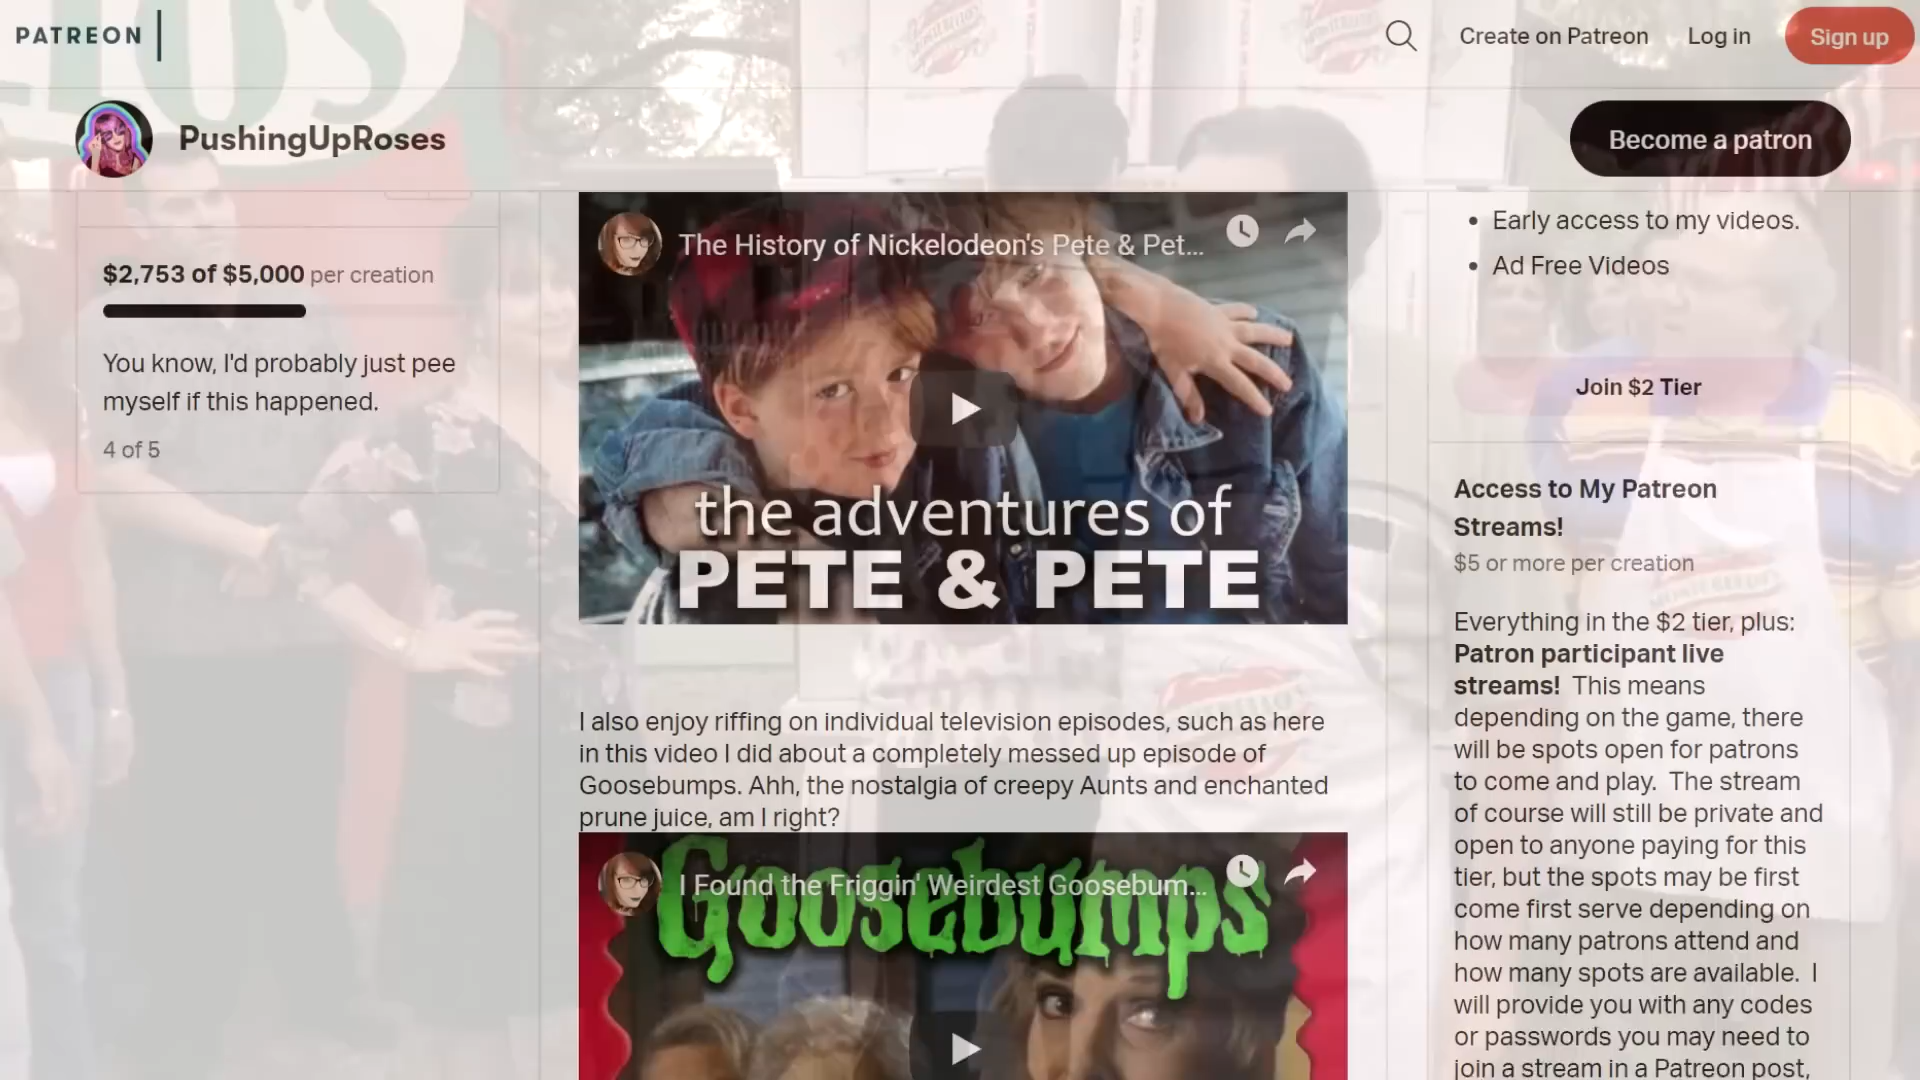 PATREON
Create on Patreon
Log in
Sign up
PushingUpRoses
Become a patron
$2,753 of $5,000 per creation
You know, I'd probably just pee
myself if this happened.
4 of 5
The History of Nickelodeon's Pete & Pet...
the adventures of
PETE & PETE
I also enjoy riffing on individual television episodes, such as here
in this video I did about a completely messed up episode of
Goosebumps. Ahh, the nostalgia of creepy Aunts and enchanted
prune juice, am I right?
I Found the Friggin' Weirdest Goosebum...
Goosebumps
Early access to my videos.
Ad Free Videos
Join $2 Tier
Access to My Patreon
Streams!
$5 or more per creation
Everything in the $2 tier, plus:
Patron participant live
streams! This means
depending on the game, there
will be spots open for patrons
to come and play. The stream
of course will still be private and
open to anyone paying for this
tier, but the spots may be first
come first serve depending on
how many patrons attend and
how many spots are available. I
will provide you with any codes
or passwords you may need to
join a stream in a Patreon post,